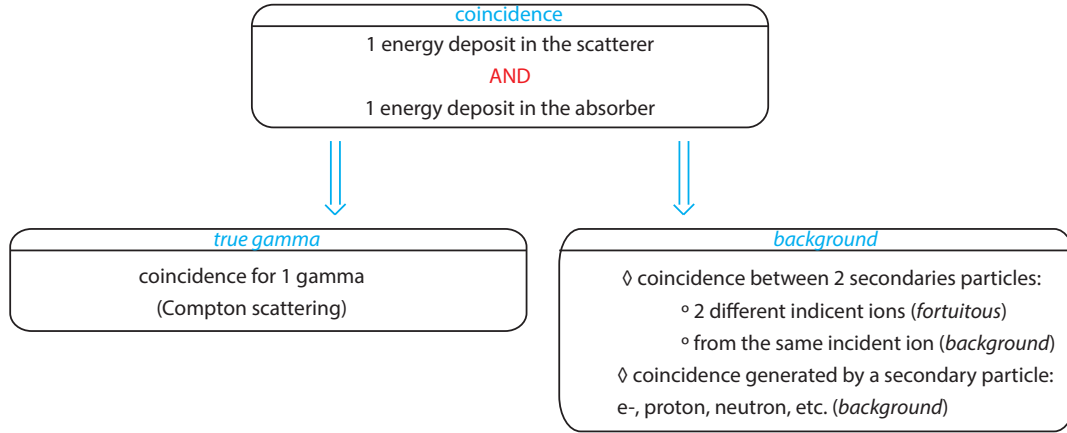 coincidence
1 energy deposit in the scatterer
AND
1 energy deposit in the absorber
true gamma
coincidence for 1 gamma
(Compton scattering)
background
◊ coincidence between 2 secondaries particles:
º 2 different indicent ions (fortuitous)
º from the same incident ion (background)
◊ coincidence generated by a secondary particle:
e-, proton, neutron, etc. (background)